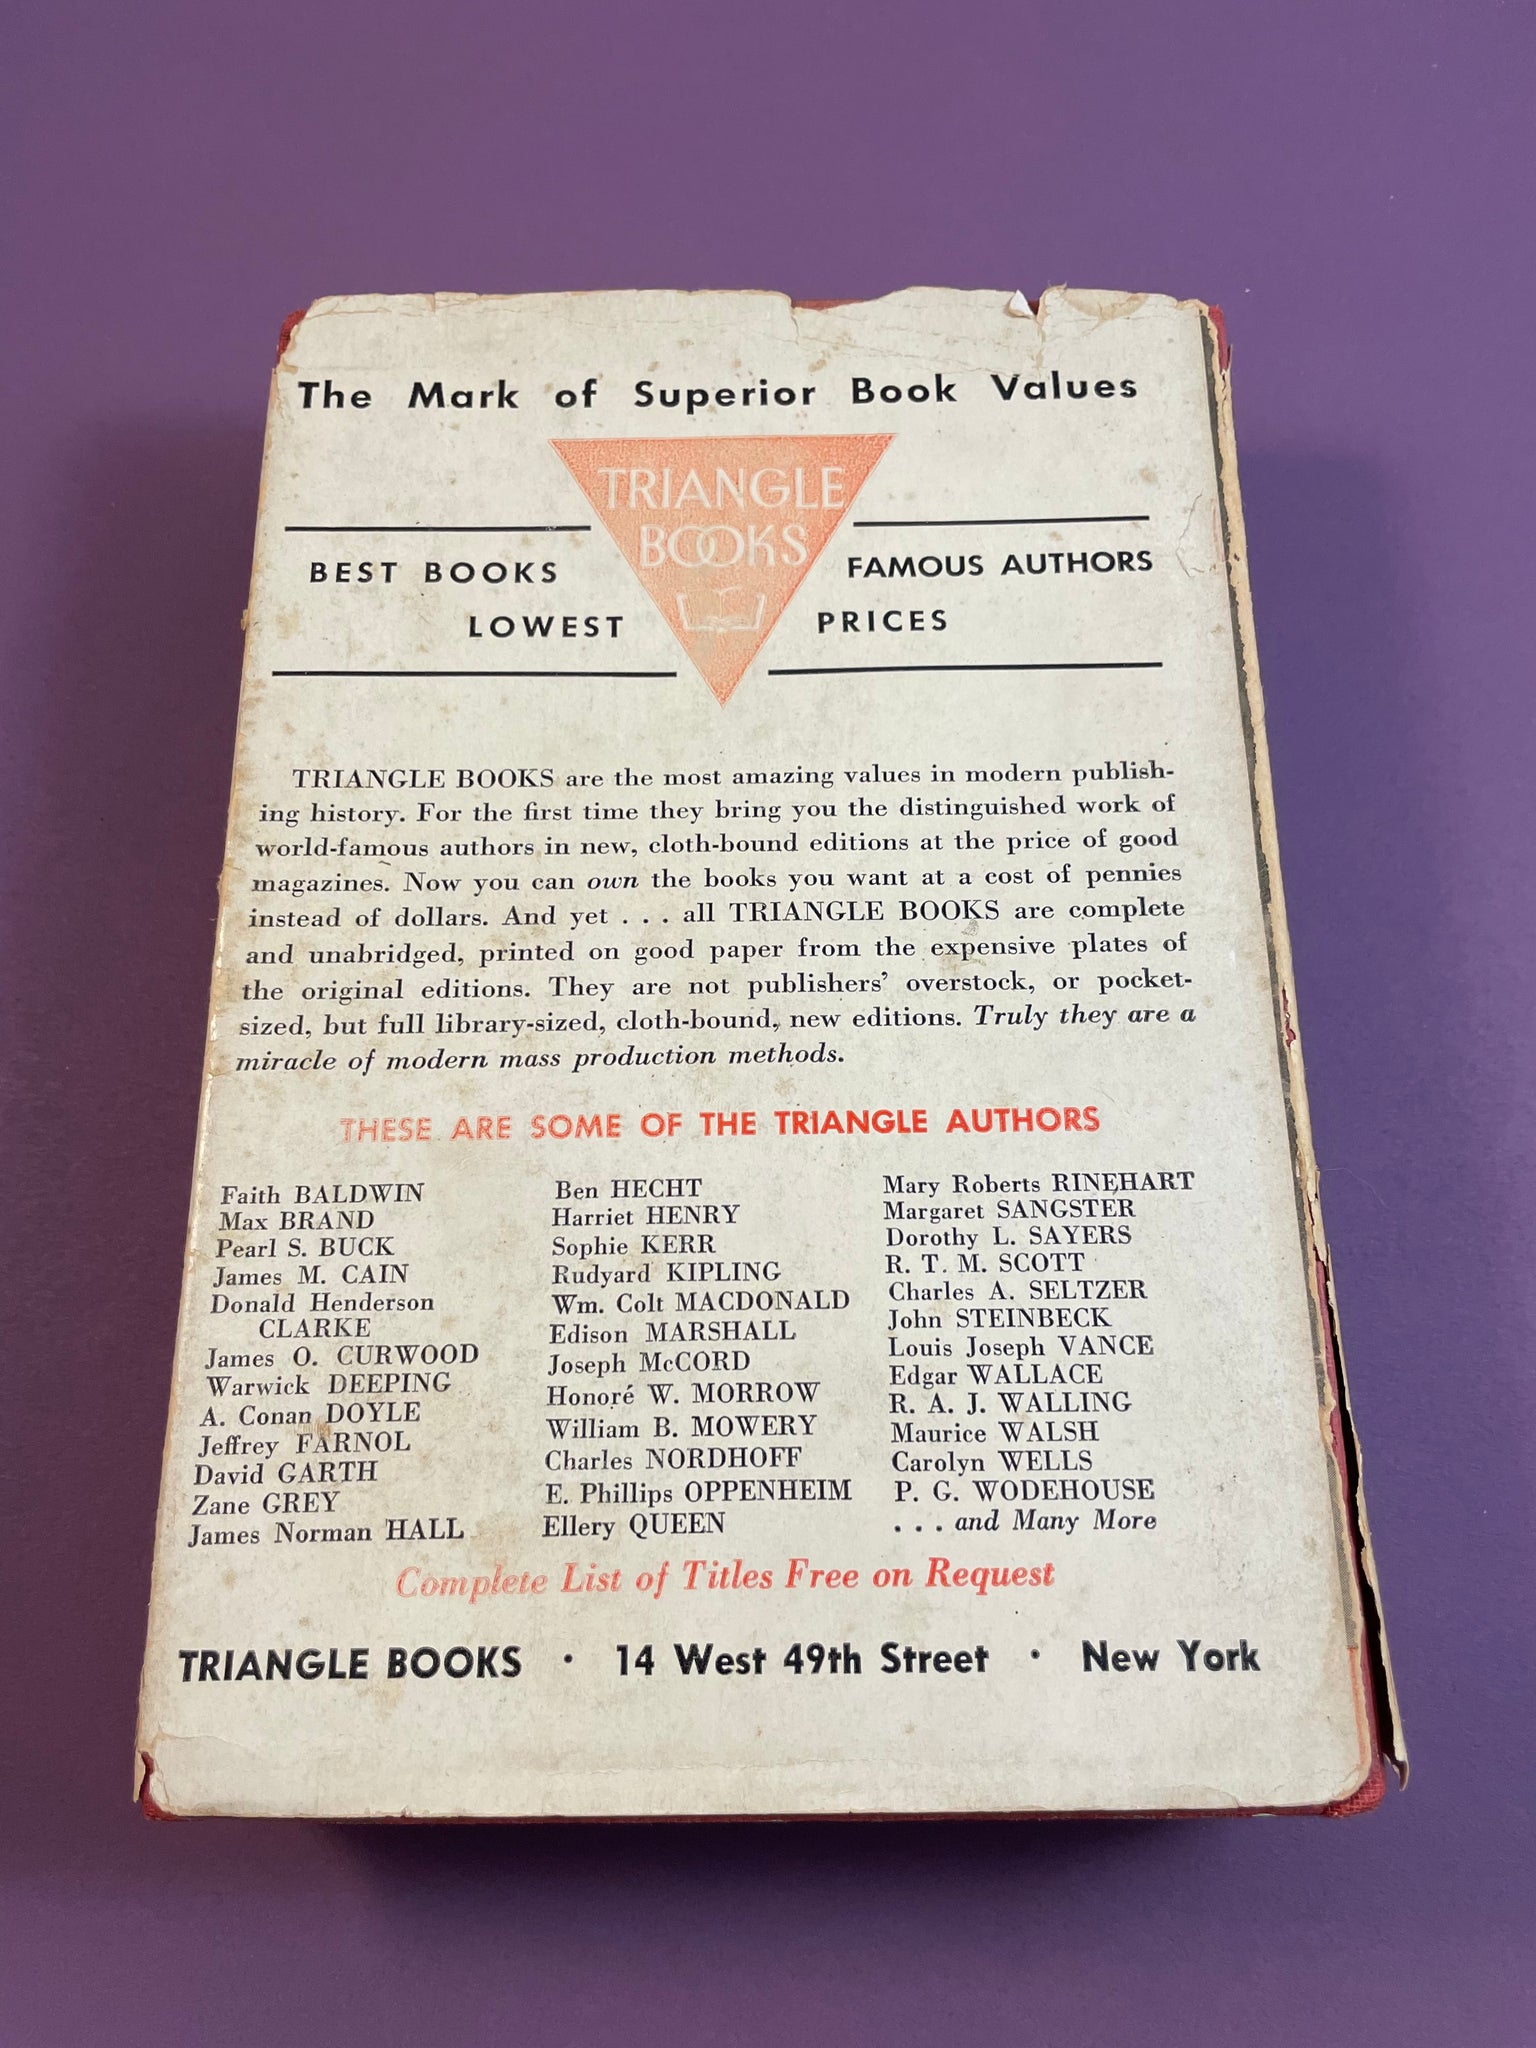 The Mark of Superior Book Values
TRIANGLE
BOOKS
BEST BOOKS FAMOUS AUTHORS
LOWEST PRICES
TRIANGLE BOOKS are the most amazing values in modern publish-
ing history. For the first time they bring you the distinguished work of
world-famous authors in new, cloth-bound editions at the price of good
magazines. Now you can own the books you want at a cost of pennies
instead of dollars. And yet . . . all TRIANGLE BOOKS are complete
and unabridged, printed on good paper from the expensive plates of
the original editions. They are not publishers' overstock, or pocket-
sized, but full library-sized, cloth-bound, new editions. Truly they are a
miracle of modern mass production methods.
THESE ARE SOME OF THE TRIANGLE AUTHORS
Faith BALDWIN
Max BRAND
Pearl S. BUCK
James M. CAIN
Donald Henderson
CLARKE
James O. CURWOOD
Warwick DEEPING
A. Conan DOYLE
Jeffrey FARNOL
David GARTH
Zane GREY
James Norman HALL
Ben HECHT
Harriet HENRY
Sophie KERR
Rudyard KIPLING
Wm. Colt MACDONALD
Edison MARSHALL
Joseph McCORD
Honoré W. MORROW
William B. MOWERY
Charles NORDHOFF
E. Phillips OPPENHEIM
Ellery QUEEN
Mary Roberts RINEHART
Margaret SANGSTER
Dorothy L. SAYERS
R. T. M. SCOTT
Charles A. SELTZER
John STEINBECK
Louis Joseph VANCE
Edgar WALLACE
R. A. J. WALLING
Maurice WALSH
Carolyn WELLS
P. G. WODEHOUSE
. . . and Many More
Complete List of Titles Free on Request
TRIANGLE BOOKS · 14 West 49th Street · New York